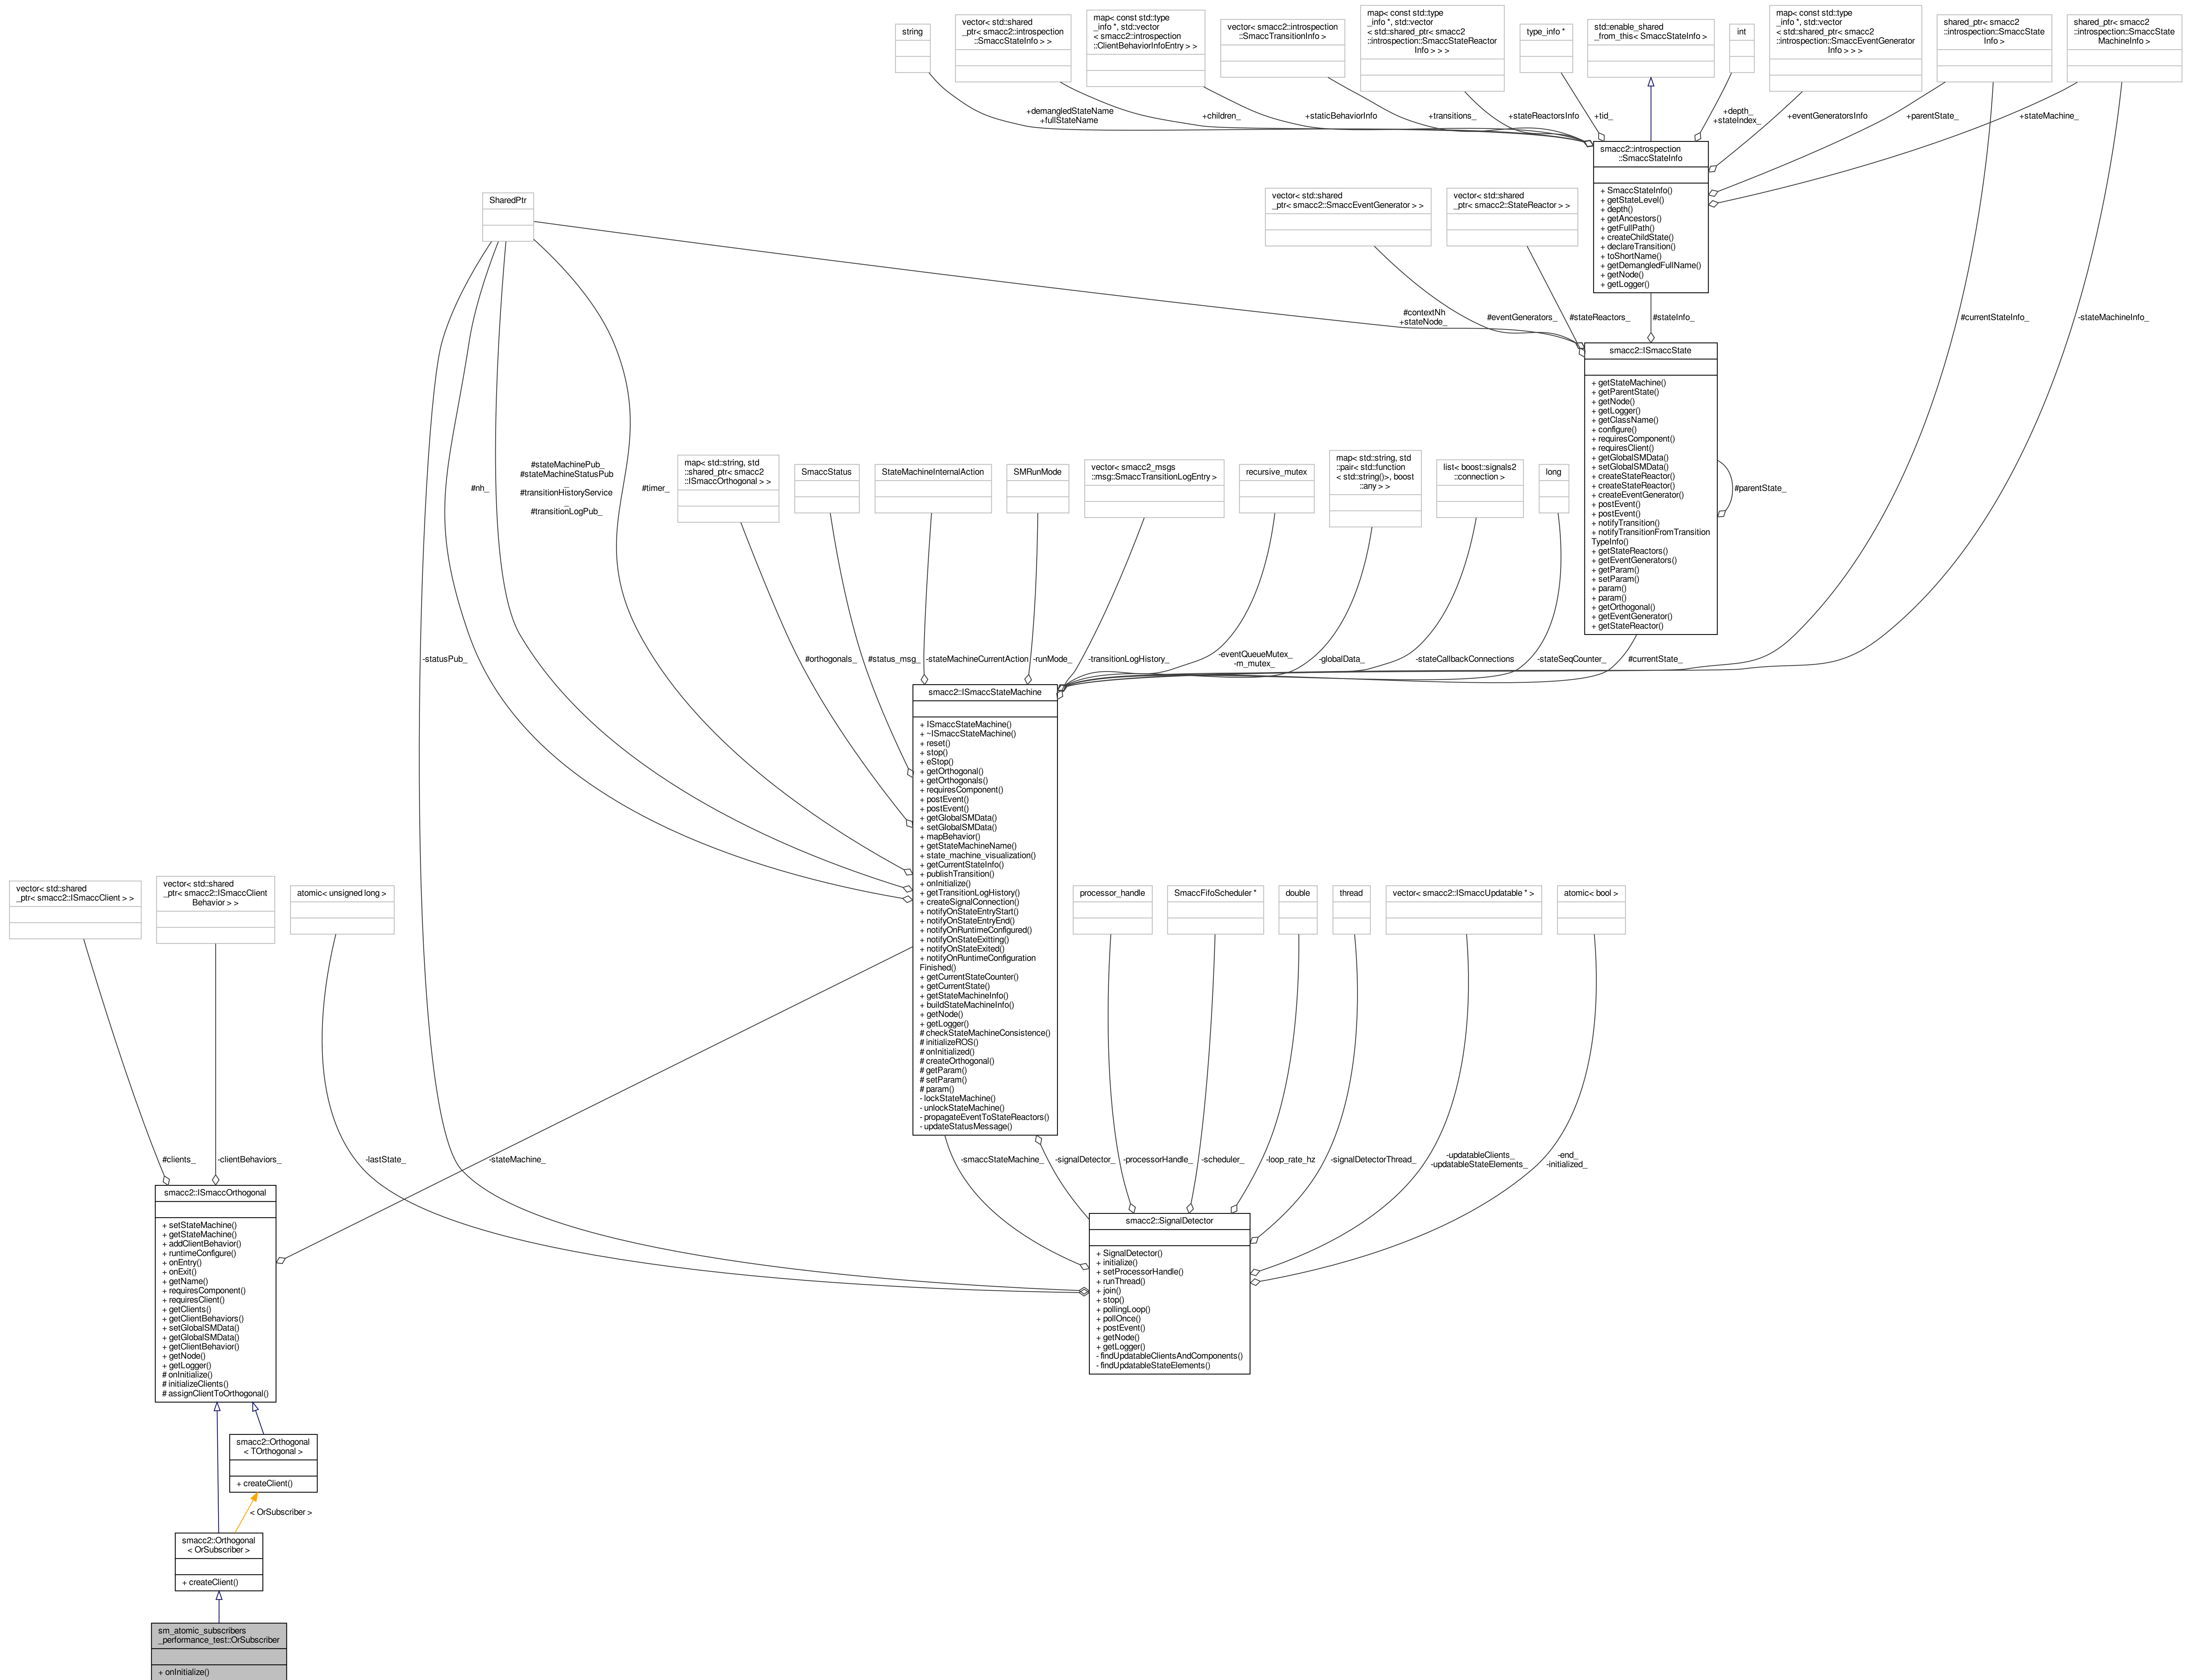 string
vector< std::shared
_ptr< smacc2::introspection
::SmaccStateInfo > >
map< const std::type
_info *, std::vector
< smacc2::introspection
::ClientBehaviorInfoEntry > >
vector< smacc2::introspection
::SmaccTransitionInfo >
map< const std::type
_info *, std::vector
< std::shared_ptr< smacc2
::introspection::SmaccStateReactor
Info > > >
type_info *
std::enable_shared
_from_this< SmaccStateInfo >
int
map< const std::type
_info *, std::vector
< std::shared_ptr< smacc2
::introspection::SmaccEventGenerator
Info > > >
shared_ptr< smacc2
::introspection::SmaccState
Info >
shared_ptr< smacc2
::introspection::SmaccState
MachineInfo >
+demangledStateName
+fullStateName
+children_
+staticBehaviorInfo
+transitions_
+stateReactorsInfo
+tid_
+depth_
+stateIndex_
+eventGeneratorsInfo
+parentState_
+stateMachine_
smacc2::introspection
::SmaccStateInfo
+ SmaccStateInfo()
+ getStateLevel()
+ depth()
+ getAncestors()
+ getFullPath()
+ createChildState()
+ declareTransition()
+ toShortName()
+ getDemangledFullName()
+ getNode()
+ getLogger()
SharedPtr
vector< std::shared
_ptr< smacc2::SmaccEventGenerator > >
vector< std::shared
_ptr< smacc2::StateReactor > >
#contextNh
+stateNode_
#eventGenerators_
#stateReactors_
#stateInfo_
#currentStateInfo_
-stateMachineInfo_
smacc2::ISmaccState
+ getStateMachine()
+ getParentState()
+ getNode()
+ getLogger()
+ getClassName()
+ configure()
+ requiresComponent()
+ requiresClient()
+ getGlobalSMData()
+ setGlobalSMData()
+ createStateReactor()
+ createStateReactor()
+ createEventGenerator()
+ postEvent()
+ postEvent()
+ notifyTransition()
+ notifyTransitionFromTransition
TypeInfo()
+ getStateReactors()
+ getEventGenerators()
+ getParam()
+ setParam()
+ param()
+ param()
+ getOrthogonal()
+ getEventGenerator()
+ getStateReactor()
#parentState_
#nh_
#stateMachinePub_
#stateMachineStatusPub
_
#transitionHistoryService
_
#transitionLogPub_
#timer_
map< std::string, std
::shared_ptr< smacc2
::ISmaccOrthogonal > >
SmaccStatus
StateMachineInternalAction
SMRunMode
vector< smacc2_msgs
::msg::SmaccTransitionLogEntry >
recursive_mutex
map< std::string, std
::pair< std::function
< std::string()>, boost
::any > >
list< boost::signals2
::connection >
long
-statusPub_
#orthogonals_
#status_msg_
-stateMachineCurrentAction
-runMode_
-transitionLogHistory_
-eventQueueMutex_
-m_mutex_
-globalData_
-stateCallbackConnections
-stateSeqCounter_
#currentState_
smacc2::ISmaccStateMachine
+ ISmaccStateMachine()
+ ~ISmaccStateMachine()
+ reset()
+ stop()
+ eStop()
+ getOrthogonal()
+ getOrthogonals()
+ requiresComponent()
+ postEvent()
+ postEvent()
+ getGlobalSMData()
+ setGlobalSMData()
+ mapBehavior()
+ getStateMachineName()
+ state_machine_visualization()
+ getCurrentStateInfo()
+ publishTransition()
+ onInitialize()
+ getTransitionLogHistory()
+ createSignalConnection()
+ notifyOnStateEntryStart()
+ notifyOnStateEntryEnd()
+ notifyOnRuntimeConfigured()
+ notifyOnStateExitting()
+ notifyOnStateExited()
+ notifyOnRuntimeConfiguration
Finished()
+ getCurrentStateCounter()
+ getCurrentState()
+ getStateMachineInfo()
+ buildStateMachineInfo()
+ getNode()
+ getLogger()
# checkStateMachineConsistence()
# initializeROS()
# onInitialized()
# createOrthogonal()
# getParam()
# setParam()
# param()
- lockStateMachine()
- unlockStateMachine()
- propagateEventToStateReactors()
- updateStatusMessage()
vector< std::shared
_ptr< smacc2::ISmaccClient > >
vector< std::shared
_ptr< smacc2::ISmaccClient
Behavior > >
atomic< unsigned long >
processor_handle
SmaccFifoScheduler *
double
thread
vector< smacc2::ISmaccUpdatable * >
atomic< bool >
#clients_
-clientBehaviors_
-lastState_
-stateMachine_
-smaccStateMachine_
-signalDetector_
-processorHandle_
-scheduler_
-loop_rate_hz
-signalDetectorThread_
-updatableClients_
-updatableStateElements_
-end_
-initialized_
smacc2::ISmaccOrthogonal
+ setStateMachine()
+ getStateMachine()
+ addClientBehavior()
+ runtimeConfigure()
+ onEntry()
+ onExit()
+ getName()
+ requiresComponent()
+ requiresClient()
+ getClients()
+ getClientBehaviors()
+ setGlobalSMData()
+ getGlobalSMData()
+ getClientBehavior()
+ getNode()
+ getLogger()
# onInitialize()
# initializeClients()
# assignClientToOrthogonal()
smacc2::SignalDetector
+ SignalDetector()
+ initialize()
+ setProcessorHandle()
+ runThread()
+ join()
+ stop()
+ pollingLoop()
+ pollOnce()
+ postEvent()
+ getNode()
+ getLogger()
- findUpdatableClientsAndComponents()
- findUpdatableStateElements()
smacc2::Orthogonal
< TOrthogonal >
+ createClient()
< OrSubscriber >
smacc2::Orthogonal
< OrSubscriber >
+ createClient()
sm_atomic_subscribers
_performance_test::OrSubscriber
+ onInitialize()